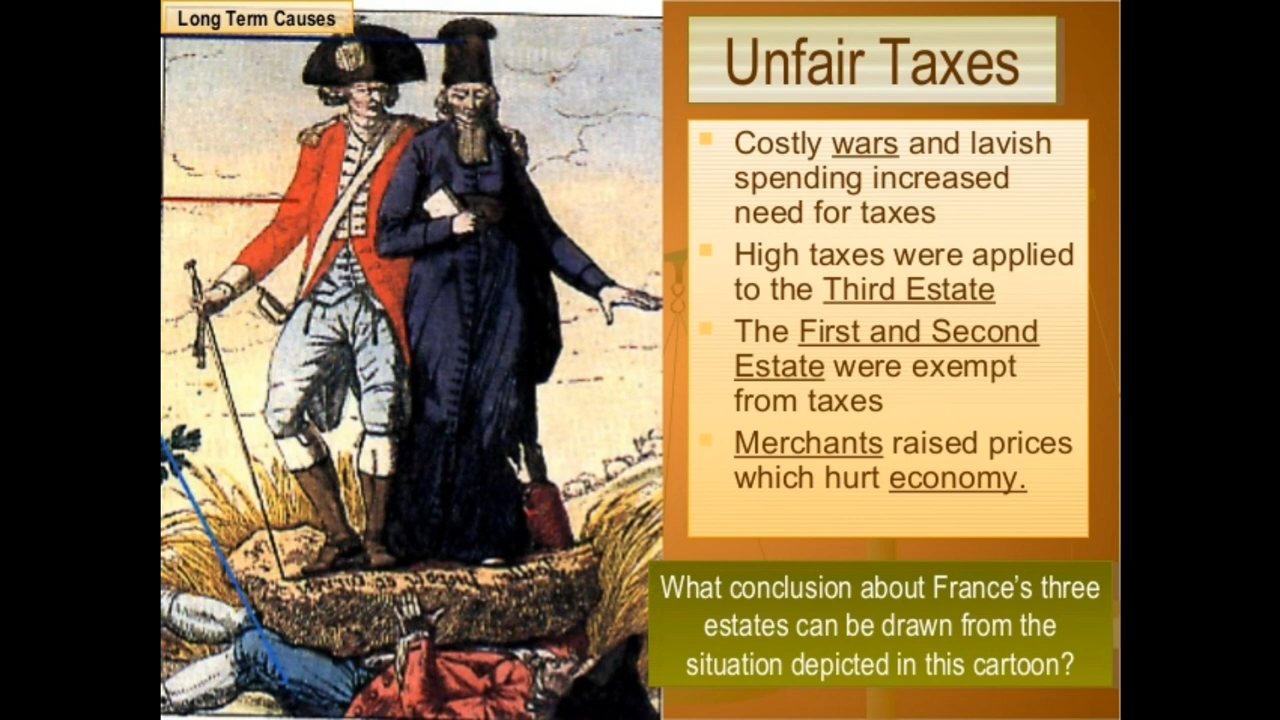 Long Term Causes
Unfair Taxes
Costly wars and lavish
spending increased
need for taxes
High taxes were applied
to the Third Estate
The First and Second
Estate were exempt
from taxes
Merchants raised prices
which hurt economy.
What conclusion about France’s three
estates can be drawn from the
situation depicted in this cartoon?